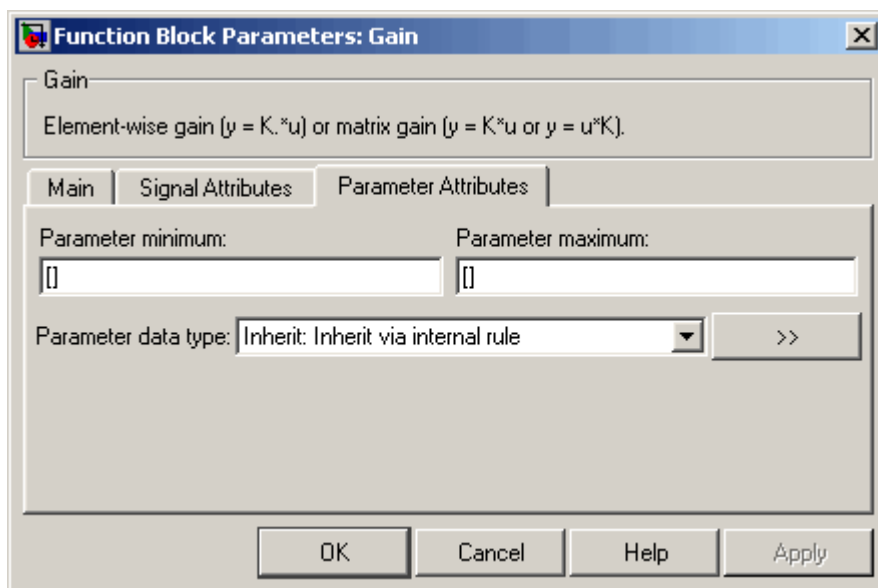 Function Block Parameters: Gain
Gain
Element-wise gain (y = K.*u) or matrix gain (y = K*u or y = u*K).
Main Signal Attributes Parameter Attributes
Parameter minimum: Parameter maximum:
[] []
Parameter data type: Inherit: Inherit via internal rule >>
OK Cancel Help Apply